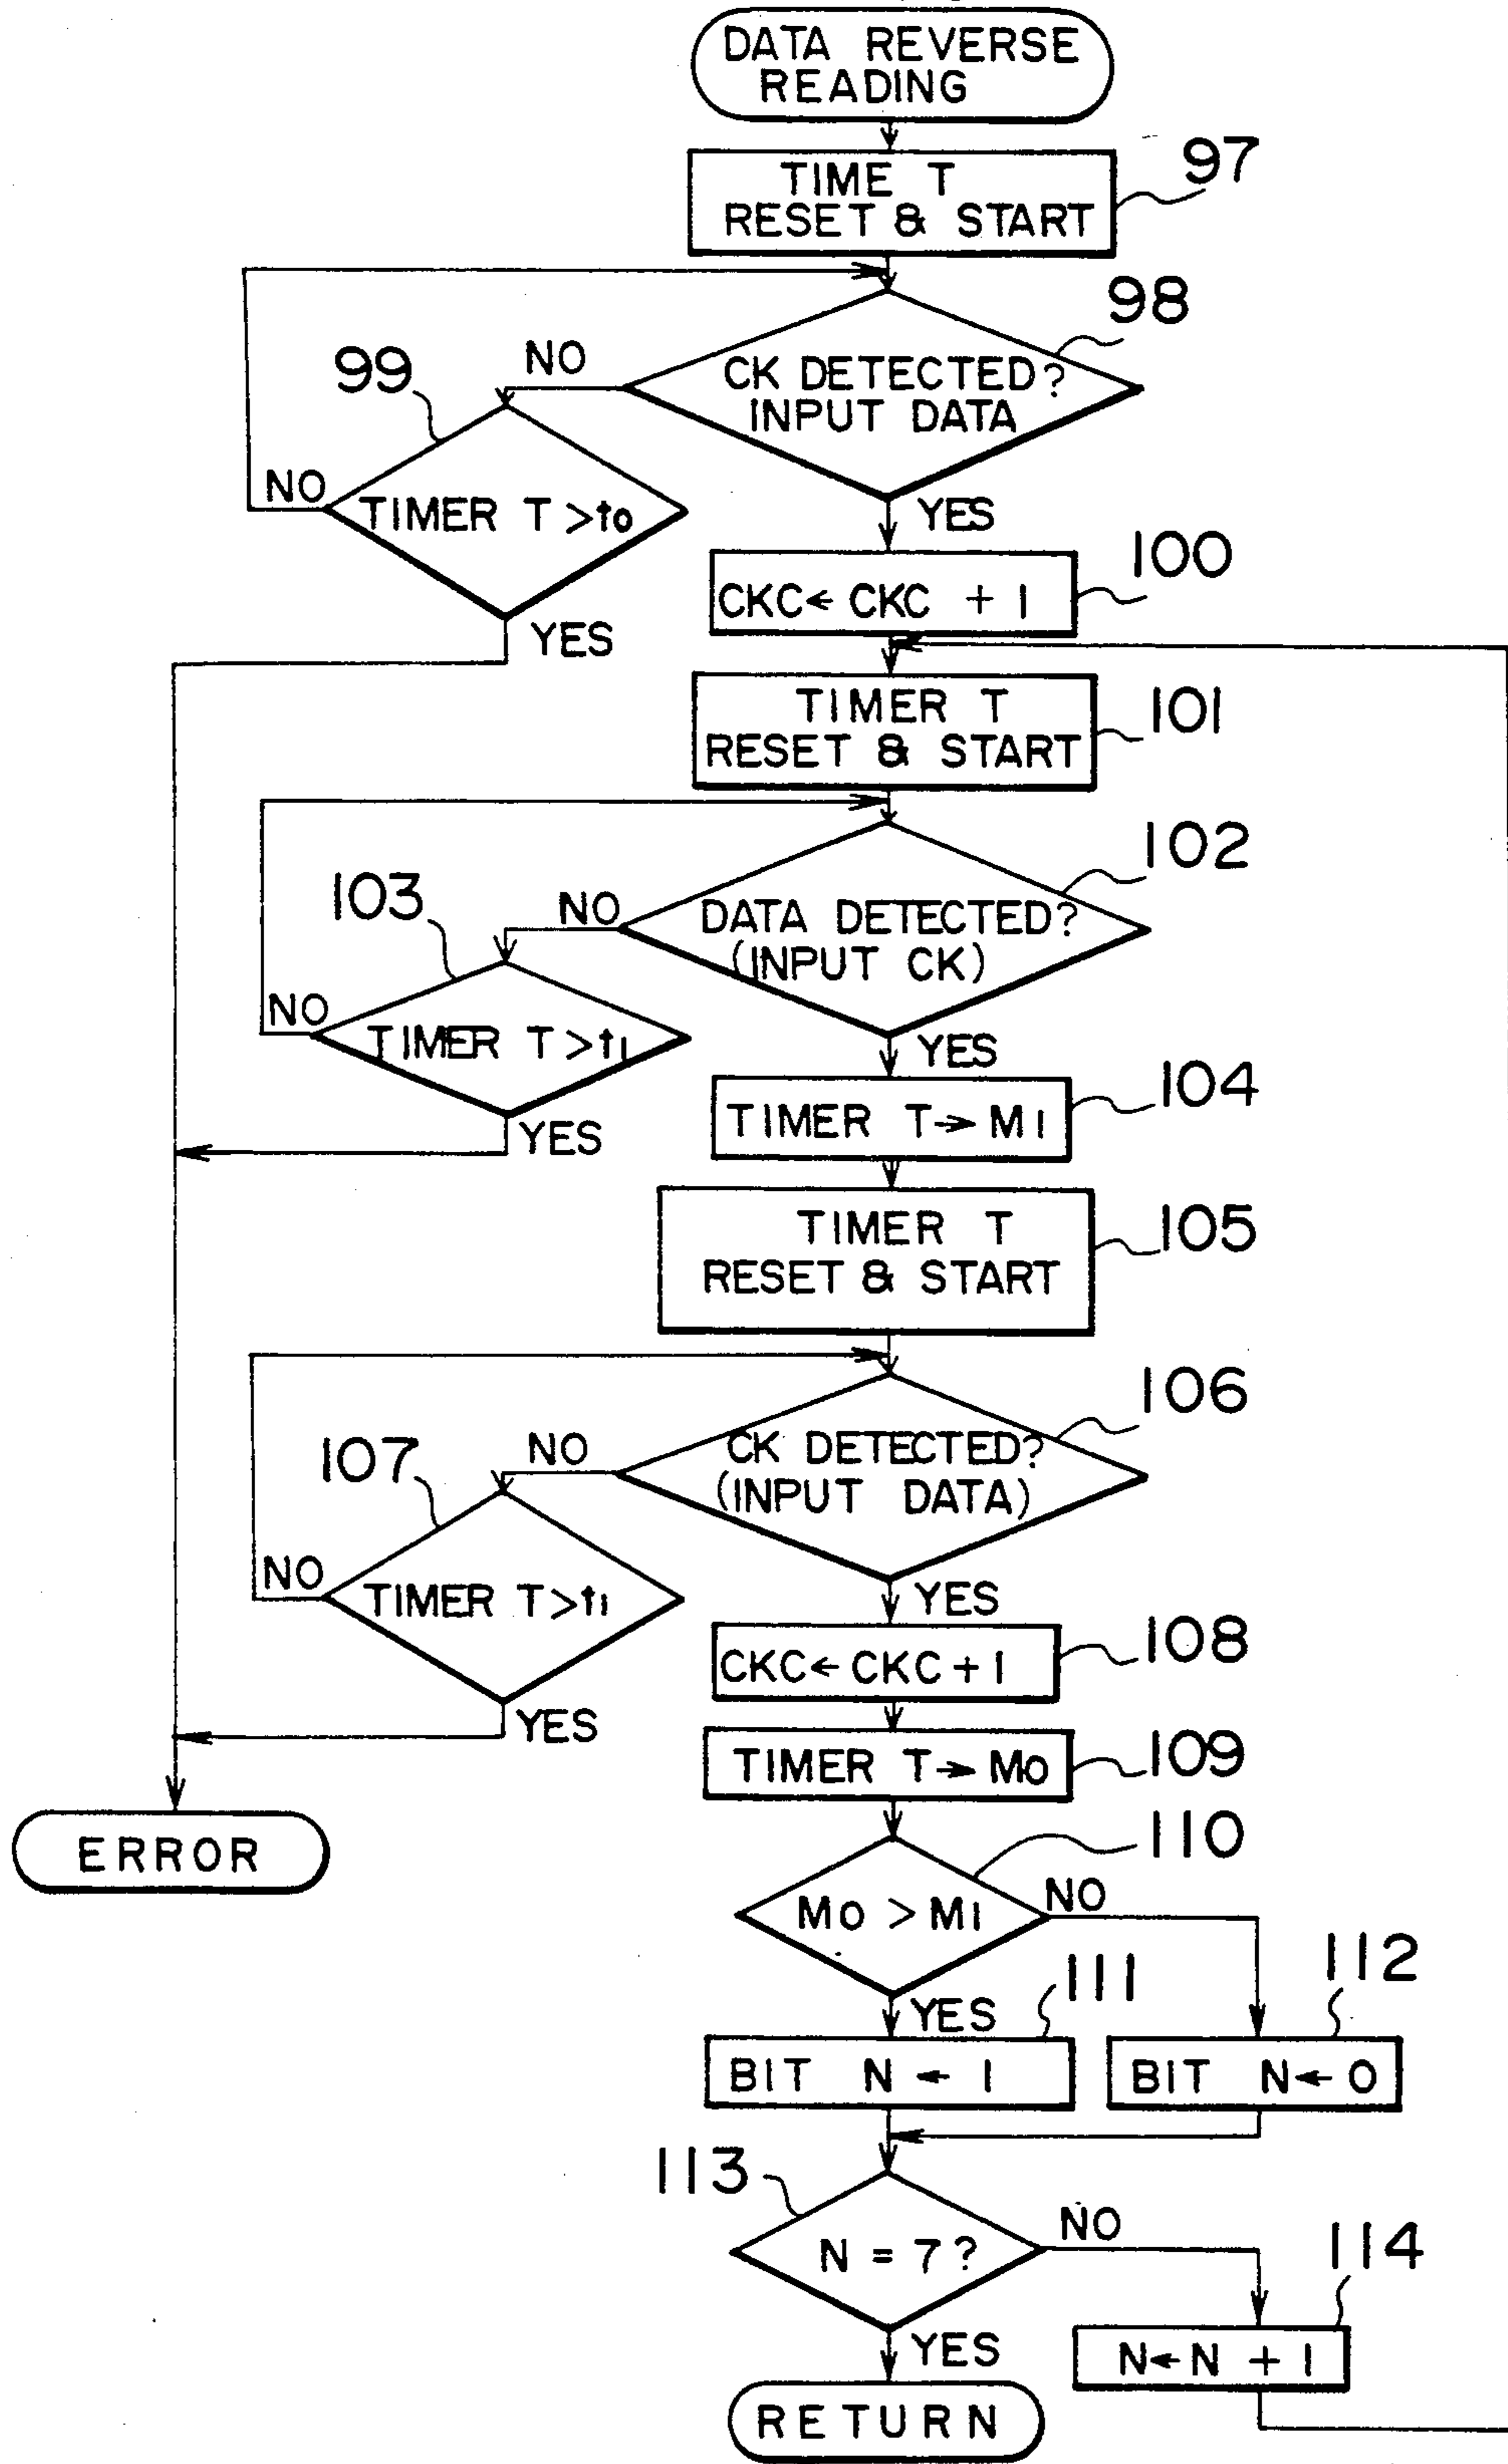 DATA REVERSE
READING
97
TIME T
RESET & START
98
CK DETECTED?
INPUT DATA
NO
99
TIMER T>t0
NO
YES
YES
100
CKC← CKC + 1
101
TIMER T
RESET & START
102
DATA DETECTED?
(INPUT CK)
NO
103
TIMER T>t1
NO
YES
YES
104
TIMER T→ M1
105
TIMER T
RESET & START
106
CK DETECTED?
(INPUT DATA)
NO
107
TIMER T>t1
NO
YES
YES
108
CKC← CKC+1
109
TIMER T→ M0
ERROR
110
M0 > M1
NO
YES
111
BIT N ← 1
112
BIT N← 0
113
N = 7?
NO
114
N←N + 1
YES
RETURN